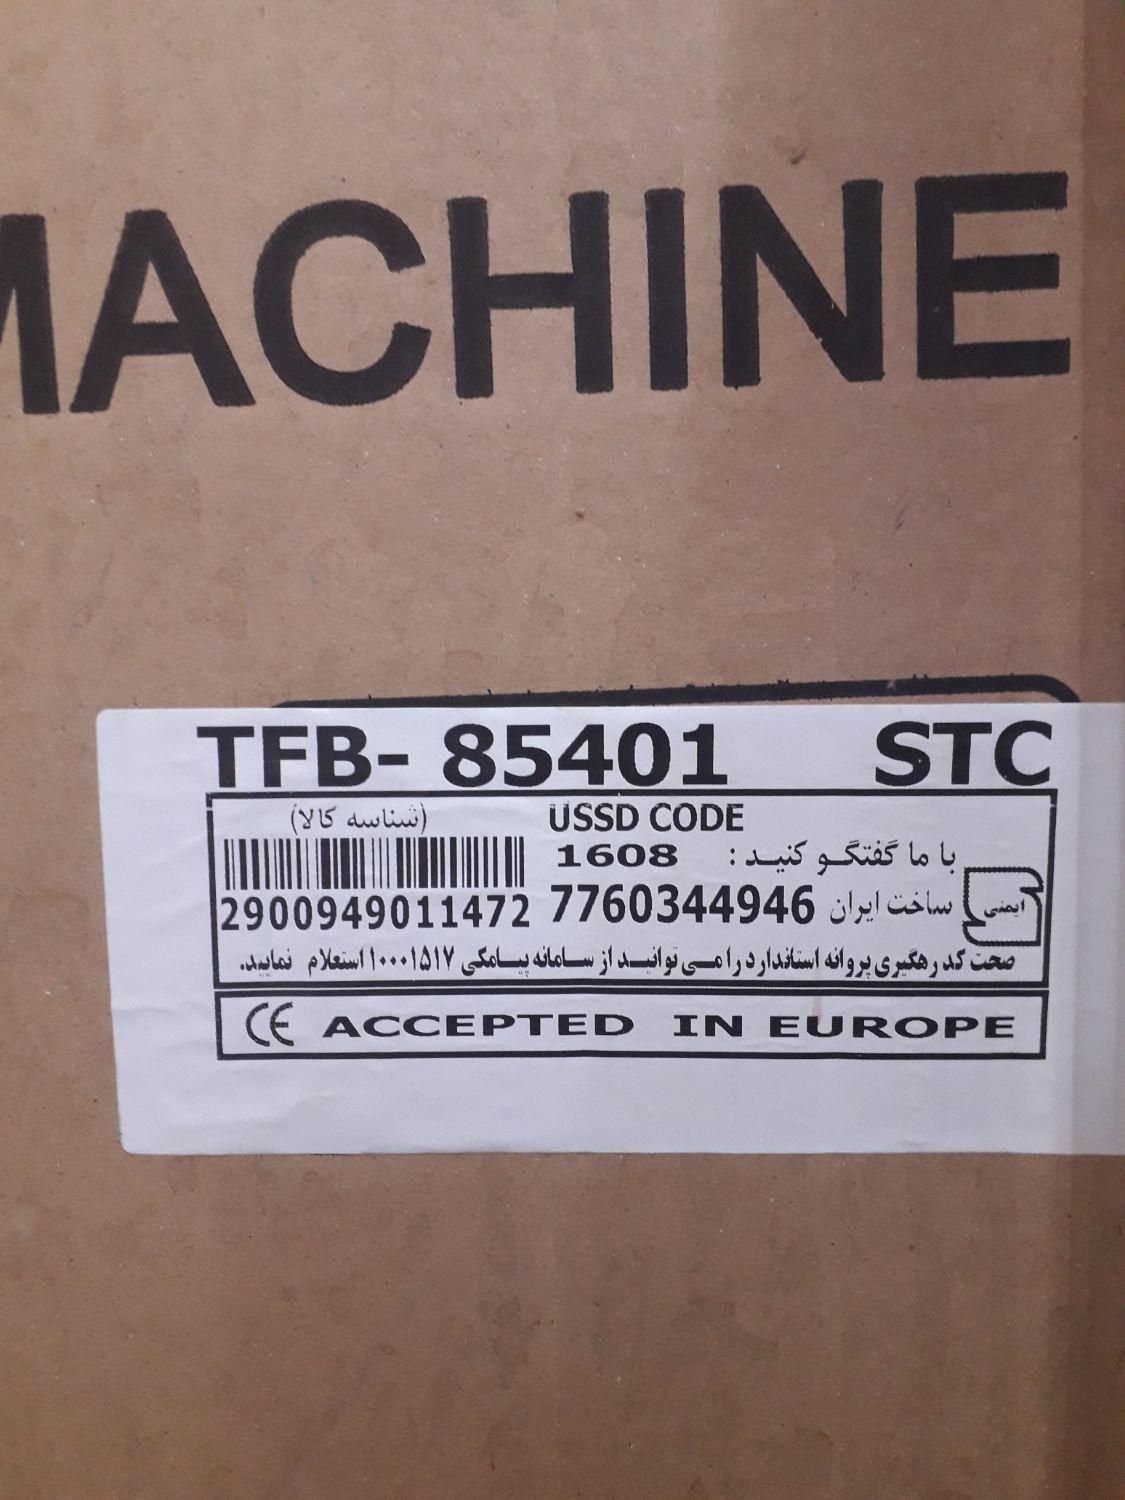 MACHINE
TFB- 85401 STC
(شناسه کالا)
USSD CODE
با ما گفتگو کنید : 1608
2900949011472
7760344946 ساخت ایران
ایمنی
صحت کد رهگیری پروانه استاندارد را می توانید از سامانه پیامکی ۱۰۰۰۱۵۱۷ استعلام نمایید.
CE ACCEPTED IN EUROPE